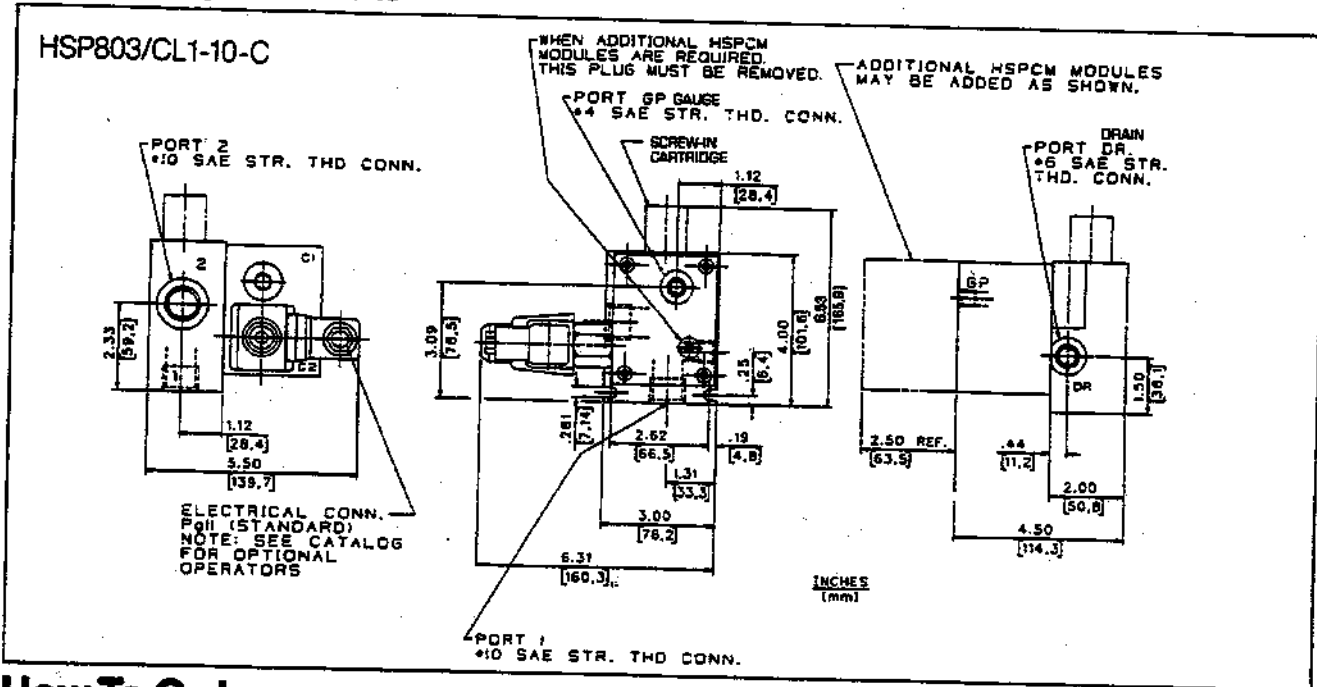 HSP803/CL1-10-C
WHEN ADDITIONAL HSPCM
MODULES ARE REQUIRED.
THIS PLUG MUST BE REMOVED.
ADDITIONAL HSPCM MODULES
MAY BE ADDED AS SHOWN.
PORT GP GAUGE
#4 SAE STR. THD. CONN.
SCREW-IN
CARTRIDGE
PORT 2
#10 SAE STR. THD CONN.
DRAIN
PORT DR.
#6 SAE STR.
THD. CONN.
1.12
[28,4]
2
C1
C2
1
2.33
[59,2]
1.12
[28,4]
5.50
[139,7]
ELECTRICAL CONN.
PGII (STANDARD)
NOTE: SEE CATALOG
FOR OPTIONAL
OPERATORS
3.09
[78,5]
4.00
[101,6]
6.53
[165,9]
.25
[6,4]
.281
[7,14]
2.62
[66,5]
.19
[4,8]
1.31
[33,3]
3.00
[76,2]
6.31
[160,3]
GP
DR
1.50
[38,1]
2.50 REF.
[63,5]
.44
[11,2]
2.00
[50,8]
4.50
[114,3]
INCHES
[mm]
PORT 1
#10 SAE STR. THD CONN.